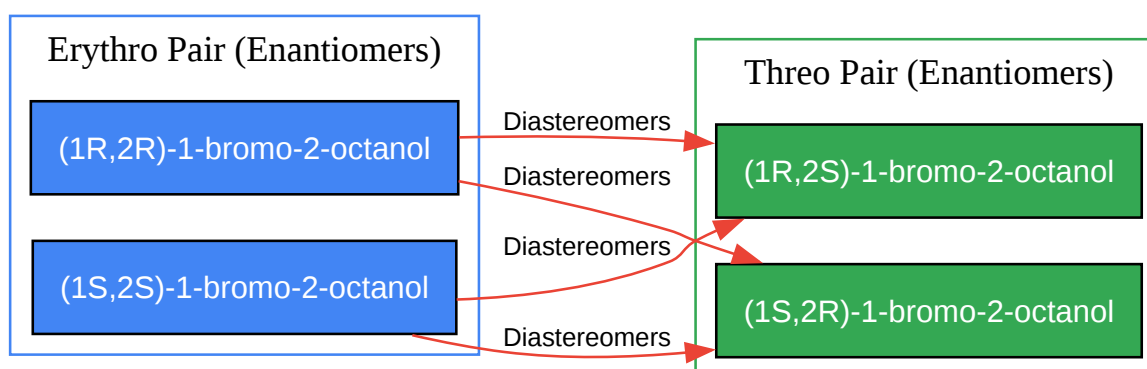 Erythro Pair (Enantiomers)
(1R,2R)-1-bromo-2-octanol
(1S,2S)-1-bromo-2-octanol
Diastereomers
Diastereomers
Diastereomers
Diastereomers
Threo Pair (Enantiomers)
(1R,2S)-1-bromo-2-octanol
(1S,2R)-1-bromo-2-octanol